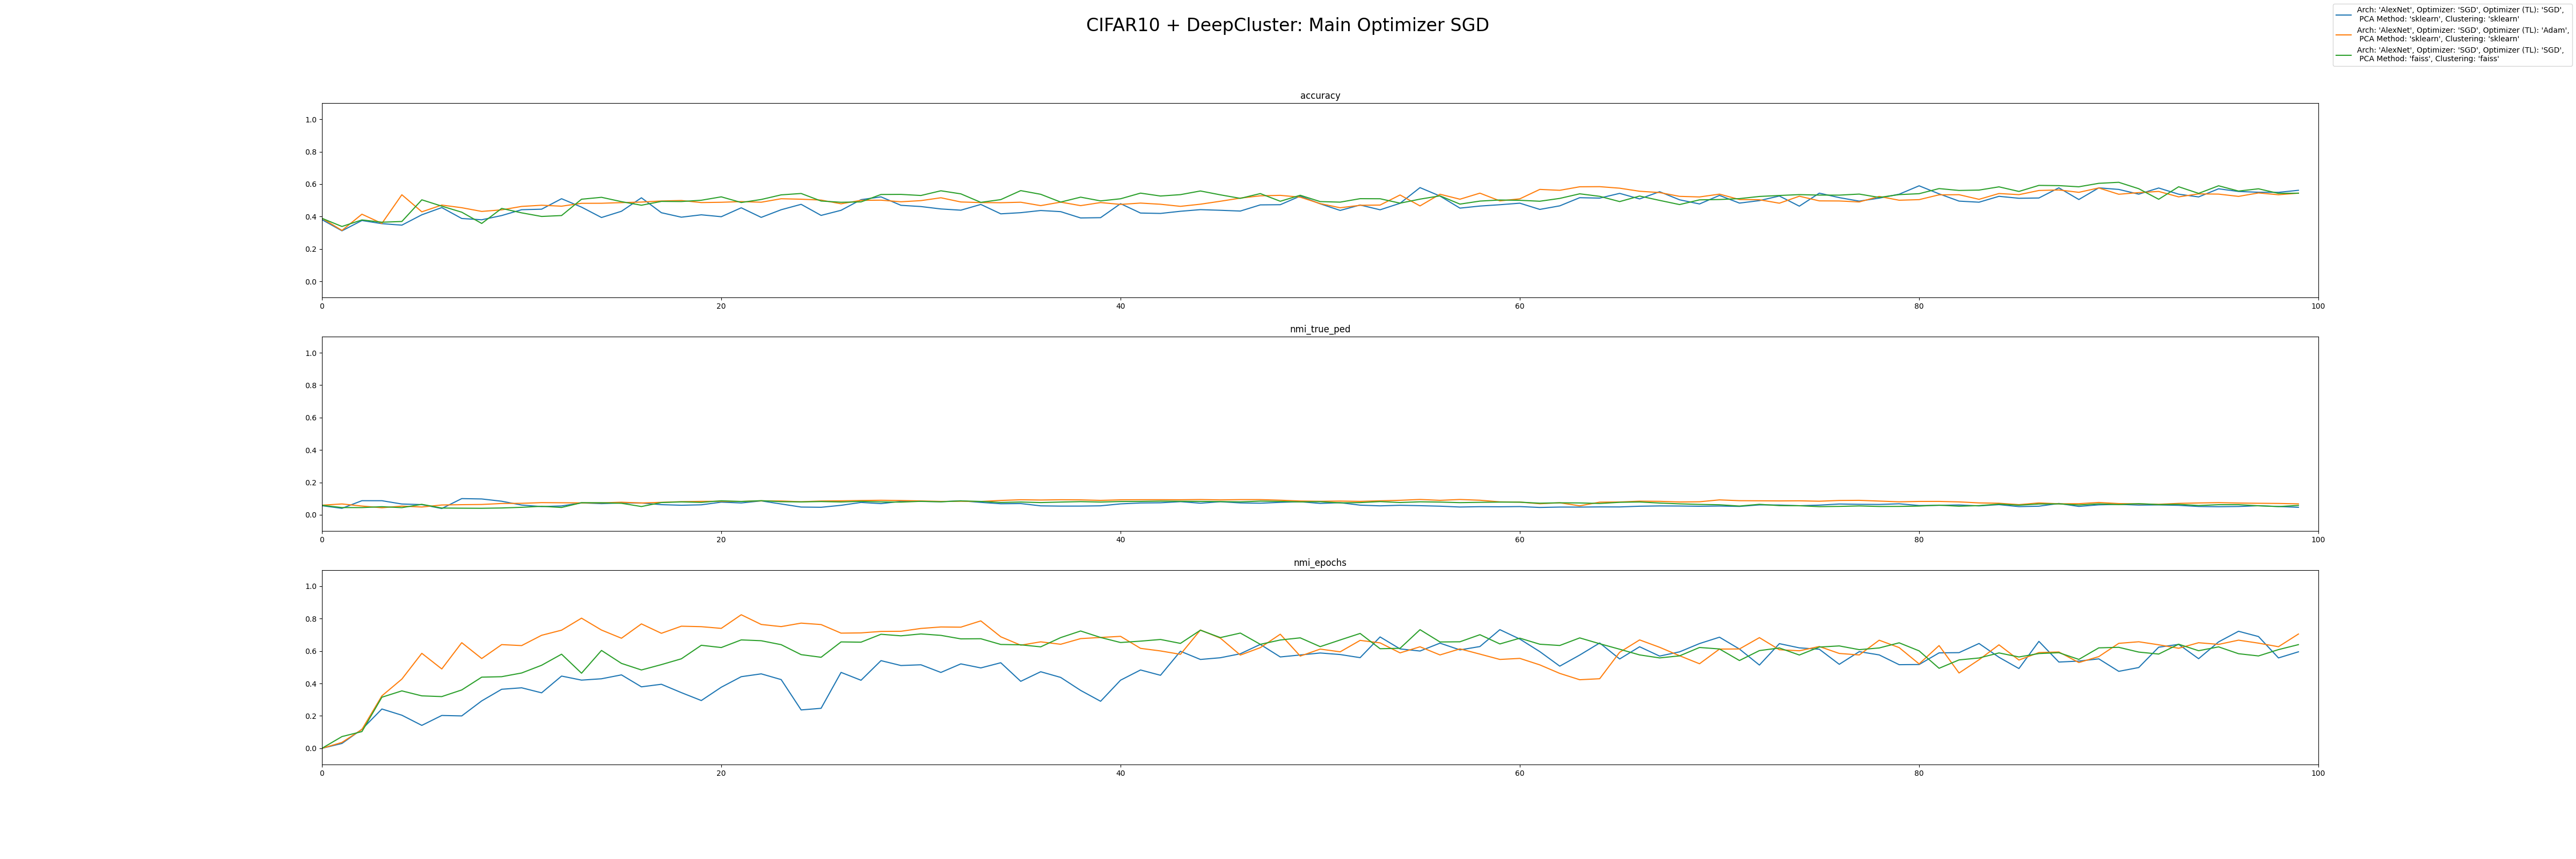 CIFAR10 + DeepCluster: Main Optimizer SGD
Arch: 'AlexNet', Optimizer: 'SGD', Optimizer (TL): 'SGD',
PCA Method: 'sklearn', Clustering: 'sklearn'
Arch: 'AlexNet', Optimizer: 'SGD', Optimizer (TL): 'Adam',
PCA Method: 'sklearn', Clustering: 'sklearn'
Arch: 'AlexNet', Optimizer: 'SGD', Optimizer (TL): 'SGD',
PCA Method: 'faiss', Clustering: 'faiss'
accuracy
1.0
0.8
0.6
0.4
0.2
0.0
0 20 40 60 80 100
nmi_true_ped
1.0
0.8
0.6
0.4
0.2
0.0
0 20 40 60 80 100
nmi_epochs
1.0
0.8
0.6
0.4
0.2
0.0
0 20 40 60 80 100